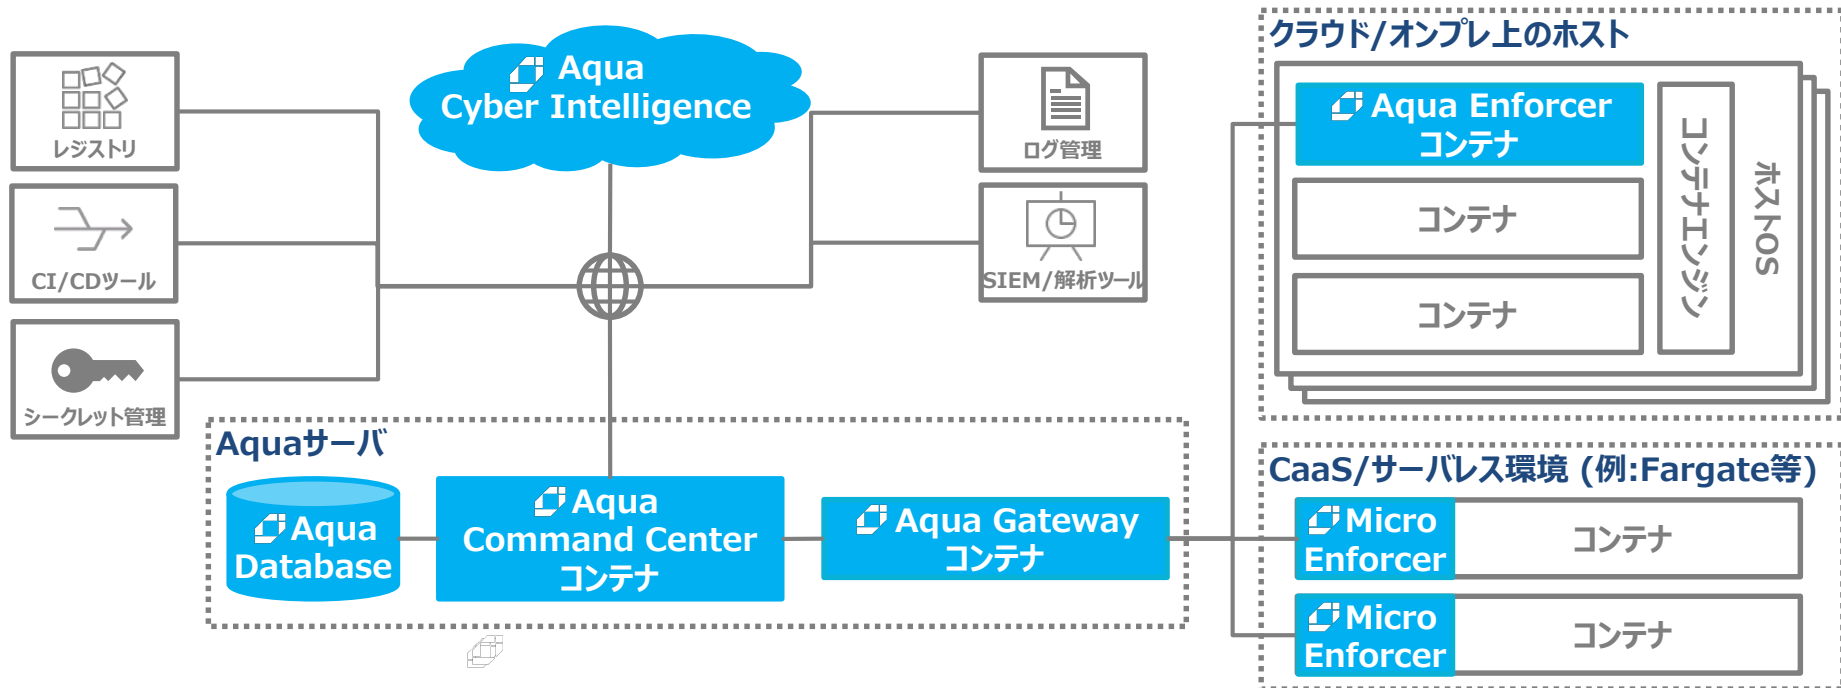 レジストリ
CI/CDツール
シークレット管理
Aqua
Cyber Intelligence
ログ管理
SIEM/解析ツール
Aquaサーバ
Aqua
Database
Aqua
Command Center
コンテナ
Aqua Gateway
コンテナ
クラウド/オンプレ上のホスト
Aqua Enforcer
コンテナ
コンテナ
コンテナ
コンテナエンジン
ホストOS
CaaS/サーバレス環境 (例:Fargate等)
Micro
Enforcer
コンテナ
Micro
Enforcer
コンテナ